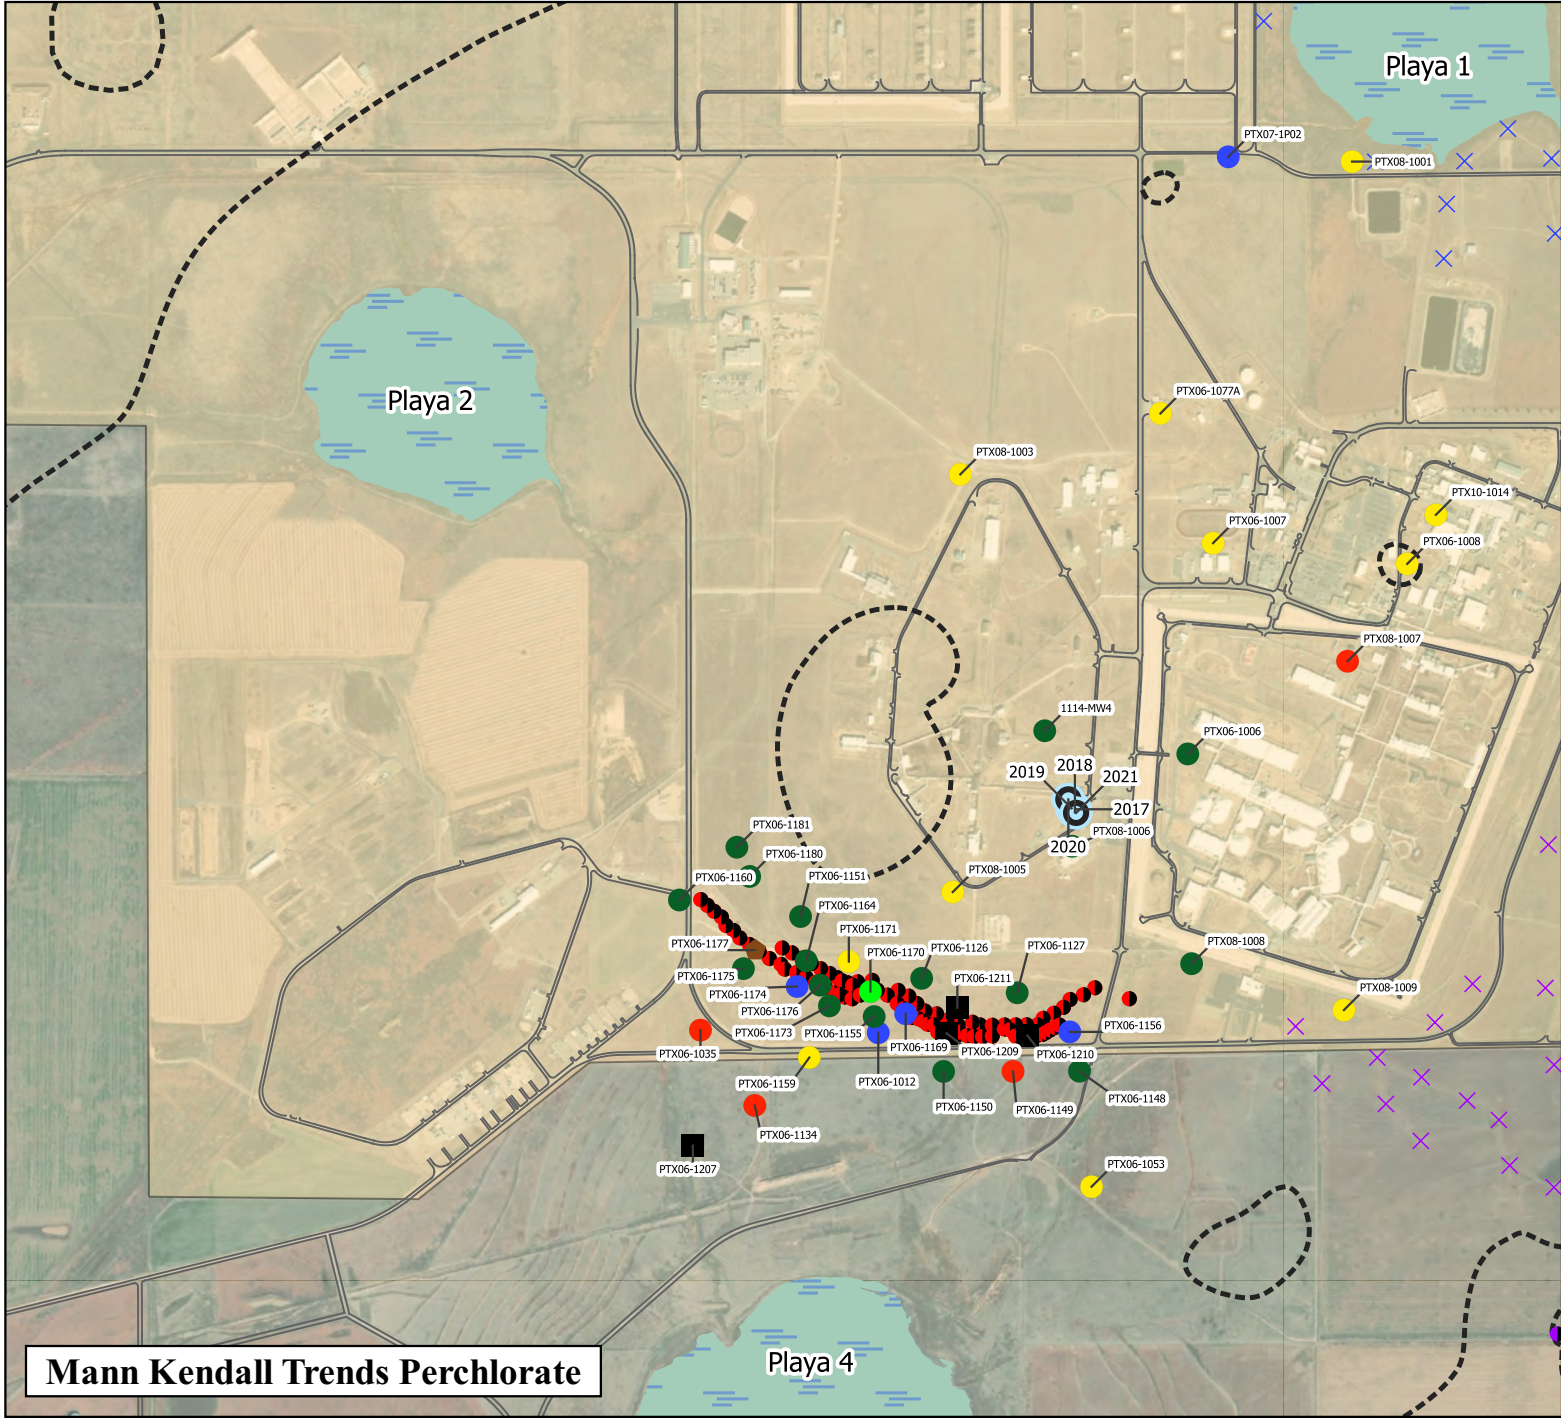 Playa 1
PTX07-1P02
PTX08-1001
Playa 2
PTX06-1077A
PTX08-1003
PTX10-1014
PTX06-1007
PTX06-1008
PTX08-1007
1114-MW4
PTX06-1006
2018
2019
2021
2017
PTX06-1181
PTX08-1006
2020
PTX06-1180
PTX08-1005
PTX06-1160
PTX06-1151
PTX06-1164
PTX06-1171
PTX06-1177
PTX06-1170
PTX06-1126
PTX06-1127
PTX08-1008
PTX06-1175
PTX06-1211
PTX06-1174
PTX08-1009
PTX06-1176
PTX06-1173
PTX06-1155
PTX06-1156
PTX06-1035
PTX06-1169
PTX06-1209
PTX06-1210
PTX06-1159
PTX06-1012
PTX06-1150
PTX06-1149
PTX06-1148
PTX06-1134
PTX06-1207
PTX06-1053
Playa 4
Mann Kendall Trends Perchlorate